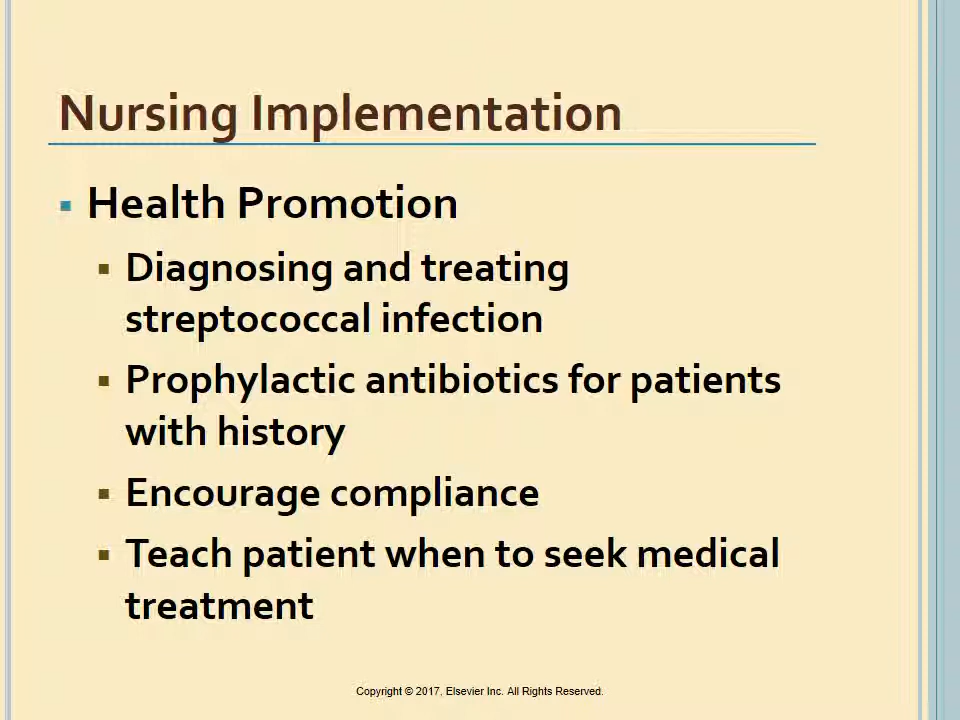 Nursing Implementation
Health Promotion
Diagnosing and treating
streptococcal infection
Prophylactic antibiotics for patients
with history
Encourage compliance
Teach patient when to seek medical
treatment
Copyright © 2017, Elsevier Inc. All Rights Reserved.